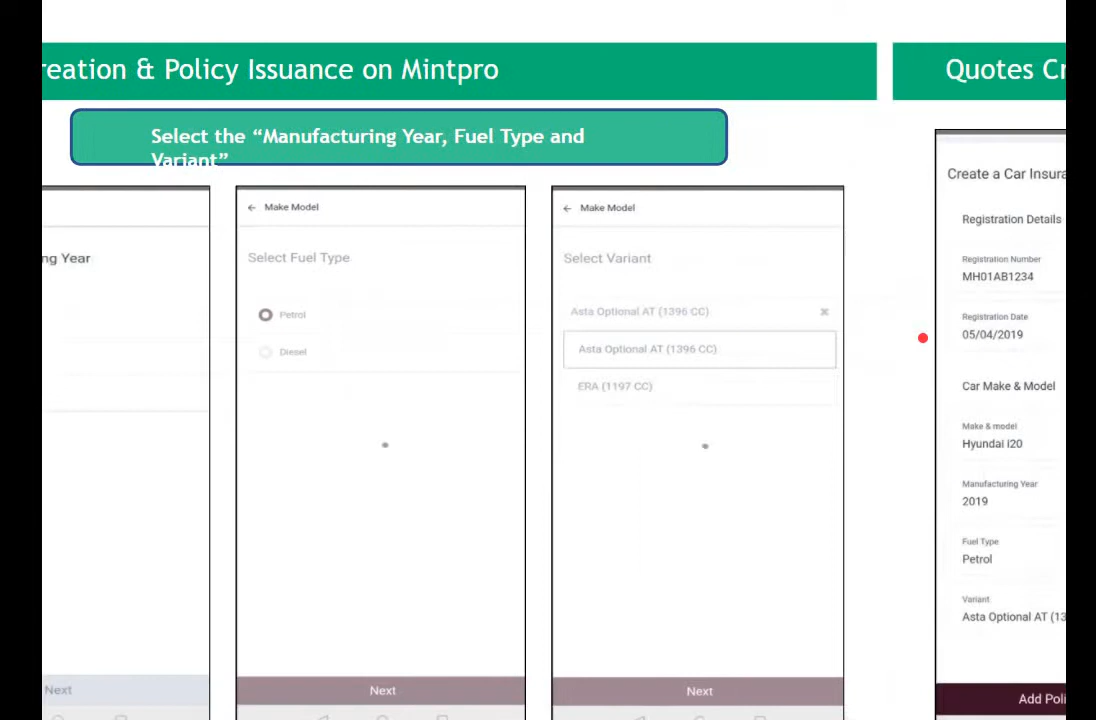 reation & Policy Issuance on Mintpro
Quotes Cr
Select the “Manufacturing Year, Fuel Type and
Variant”
ng Year
Next
← Make Model
Select Fuel Type
Petrol
Diesel
Next
← Make Model
Select Variant
Asta Optional AT (1396 CC)
Asta Optional AT (1396 CC)
ERA (1197 CC)
Next
Create a Car Insura
Registration Details
Registration Number
MH01AB1234
Registration Date
05/04/2019
Car Make & Model
Make & model
Hyundai i20
Manufacturing Year
2019
Fuel Type
Petrol
Variant
Asta Optional AT (13
Add Poli